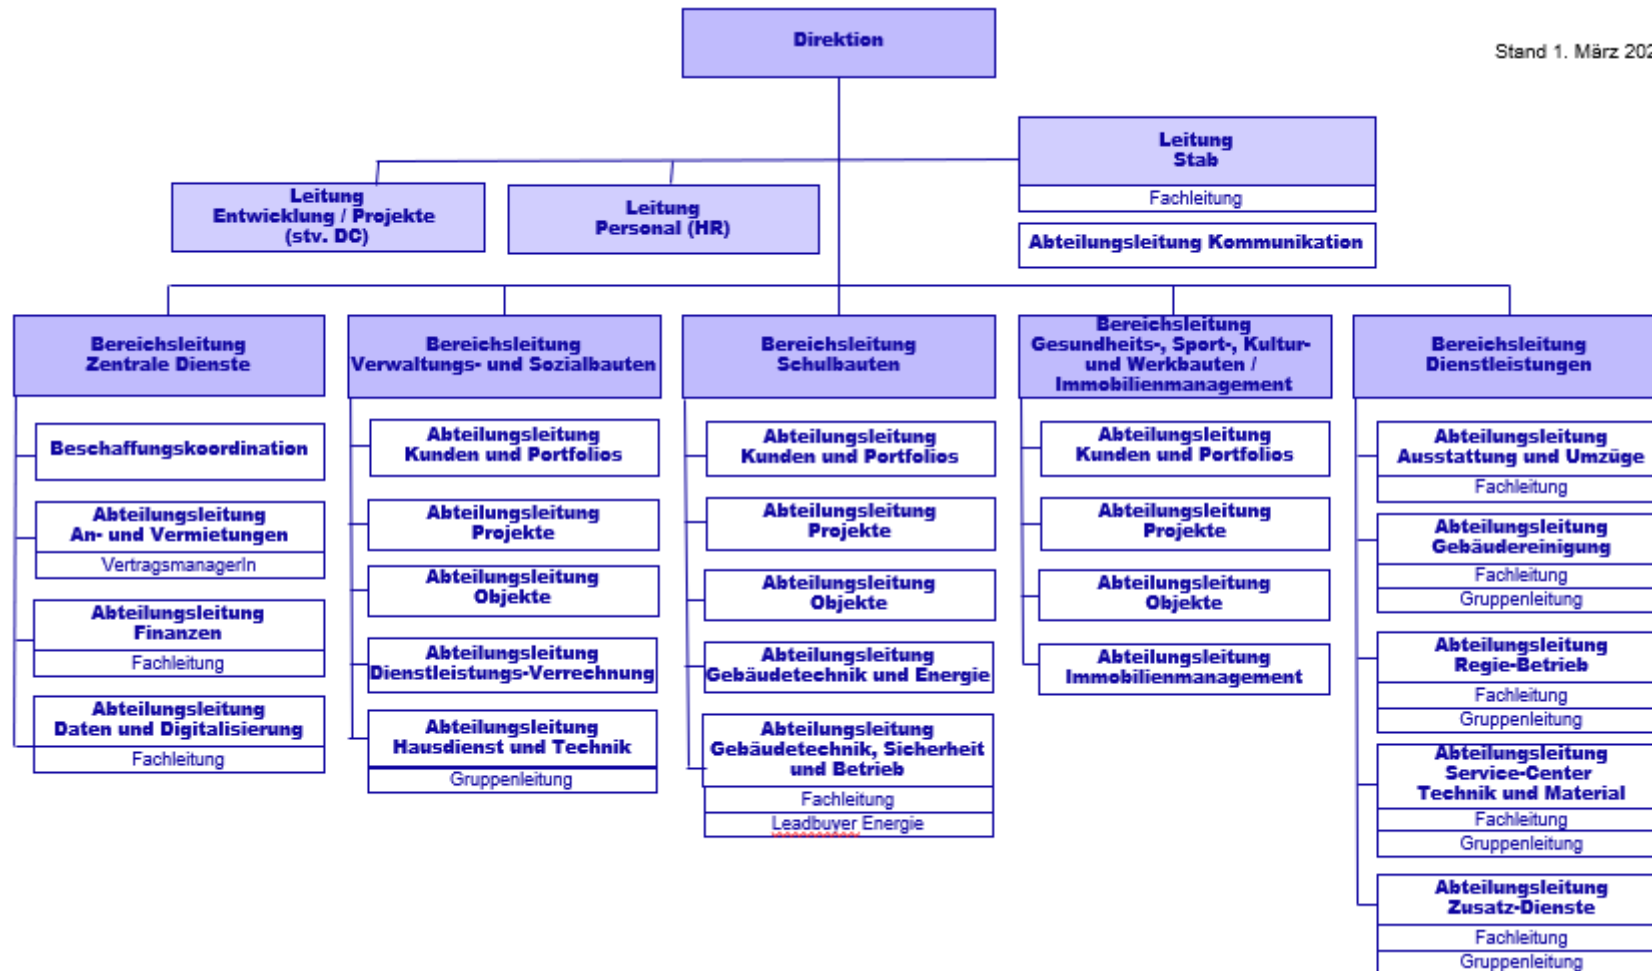 Direktion
Stand 1. März 202
Leitung
Stab
Fachleitung
Abteilungsleitung Kommunikation
Leitung
Entwicklung / Projekte
(stv. DC)
Leitung
Personal (HR)
Bereichsleitung
Zentrale Dienste
Beschaffungskoordination
Abteilungsleitung
An- und Vermietungen
VertragsmanagerIn
Abteilungsleitung
Finanzen
Fachleitung
Abteilungsleitung
Daten und Digitalisierung
Fachleitung
Bereichsleitung
Verwaltungs- und Sozialbauten
Abteilungsleitung
Kunden und Portfolios
Abteilungsleitung
Projekte
Abteilungsleitung
Objekte
Abteilungsleitung
Dienstleistungs-Verrechnung
Abteilungsleitung
Hausdienst und Technik
Gruppenleitung
Bereichsleitung
Schulbauten
Abteilungsleitung
Kunden und Portfolios
Abteilungsleitung
Projekte
Abteilungsleitung
Objekte
Abteilungsleitung
Gebäudetechnik und Energie
Abteilungsleitung
Gebäudetechnik, Sicherheit
und Betrieb
Fachleitung
Leadbuyer Energie
Bereichsleitung
Gesundheits-, Sport-, Kultur-
und Werkbauten /
Immobilienmanagement
Abteilungsleitung
Kunden und Portfolios
Abteilungsleitung
Projekte
Abteilungsleitung
Objekte
Abteilungsleitung
Immobilienmanagement
Bereichsleitung
Dienstleistungen
Abteilungsleitung
Ausstattung und Umzüge
Fachleitung
Abteilungsleitung
Gebäudereinigung
Fachleitung
Gruppenleitung
Abteilungsleitung
Regie-Betrieb
Fachleitung
Gruppenleitung
Abteilungsleitung
Service-Center
Technik und Material
Fachleitung
Gruppenleitung
Abteilungsleitung
Zusatz-Dienste
Fachleitung
Gruppenleitung